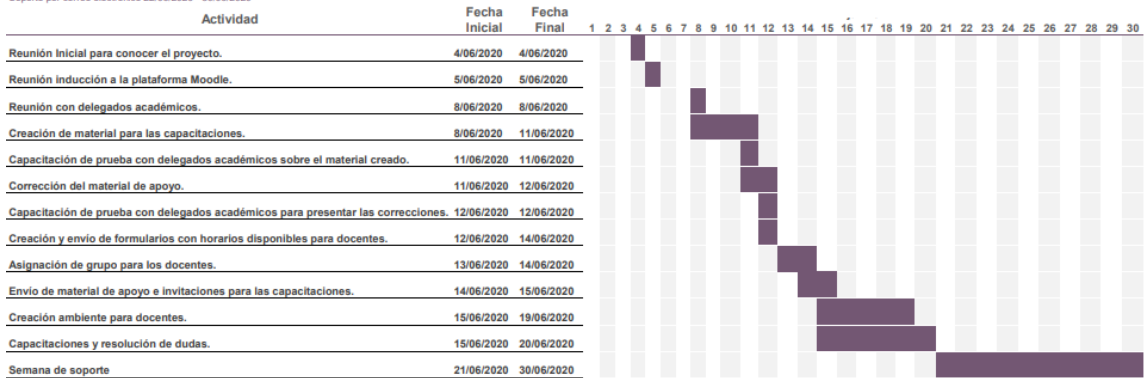 Actividad Fecha Inicial Fecha Final 1 2 3 4 5 6 7 8 9 10 11 12 13 14 15 16 17 18 19 20 21 22 23 24 25 26 27 28 29 30
Reunión Inicial para conocer el proyecto. 4/06/2020 4/06/2020
Reunión inducción a la plataforma Moodle. 5/06/2020 5/06/2020
Reunión con delegados académicos. 8/06/2020 8/06/2020
Creación de material para las capacitaciones. 8/06/2020 11/06/2020
Capacitación de prueba con delegados académicos sobre el material creado. 11/06/2020 11/06/2020
Corrección del material de apoyo. 11/06/2020 12/06/2020
Capacitación de prueba con delegados académicos para presentar las correcciones. 12/06/2020 12/06/2020
Creación y envío de formularios con horarios disponibles para docentes. 12/06/2020 14/06/2020
Asignación de grupo para los docentes. 13/06/2020 14/06/2020
Envío de material de apoyo e invitaciones para las capacitaciones. 14/06/2020 15/06/2020
Creación ambiente para docentes. 15/06/2020 19/06/2020
Capacitaciones y resolución de dudas. 15/06/2020 20/06/2020
Semana de soporte 21/06/2020 30/06/2020